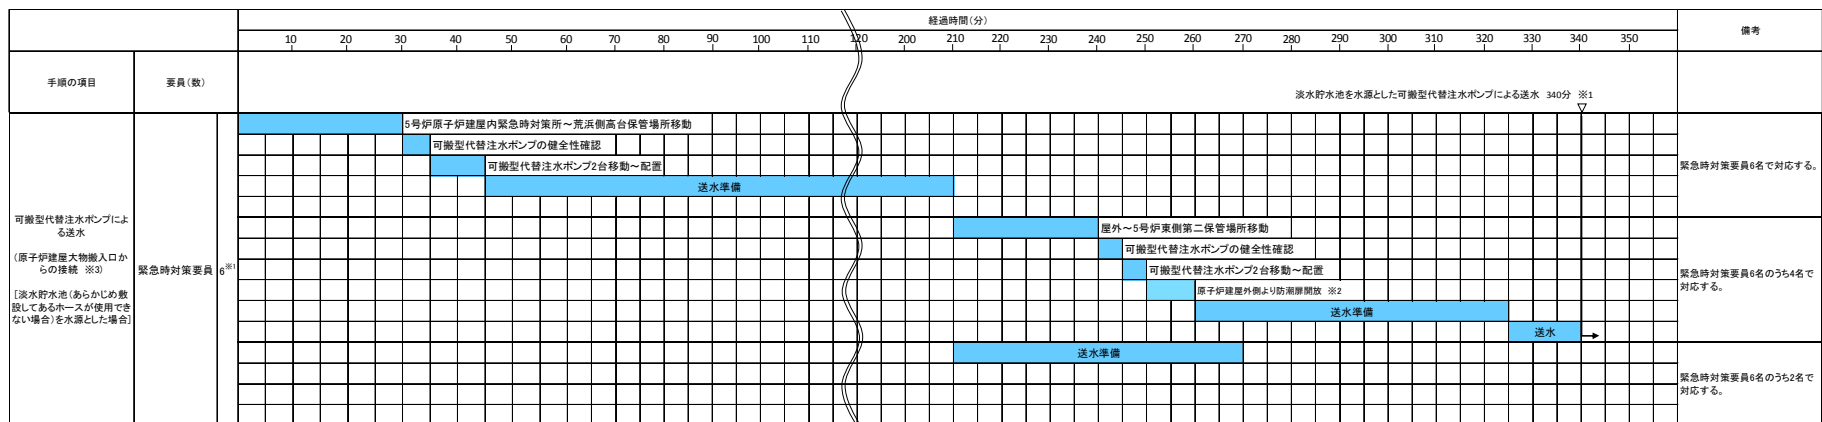 経過時間(分)
備考
10 20 30 40 50 60 70 80 90 100 110 120 200 210 220 230 240 250 260 270 280 290 300 310 320 330 340 350
手順の項目
要員(数)
淡水貯水池を水源とした可搬型代替注水ポンプによる送水 340分 ※1
▽
5号炉原子炉建屋内緊急時対策所～荒浜側高台保管場所移動
可搬型代替注水ポンプの健全性確認
可搬型代替注水ポンプ2台移動～配置
送水準備
緊急時対策要員6名で対応する。
可搬型代替注水ポンプによ
る送水
(原子炉建屋大物搬入口か
らの接続 ※3)
[淡水貯水池(あらかじめ敷
設してあるホースが使用でき
ない場合)を水源とした場合]
緊急時対策要員
6※1
屋外～5号炉東側第二保管場所移動
可搬型代替注水ポンプの健全性確認
可搬型代替注水ポンプ2台移動～配置
原子炉建屋外側より防潮扉開放 ※2
送水準備
送水
緊急時対策要員6名のうち4名で
対応する。
送水準備
緊急時対策要員6名のうち2名で
対応する。